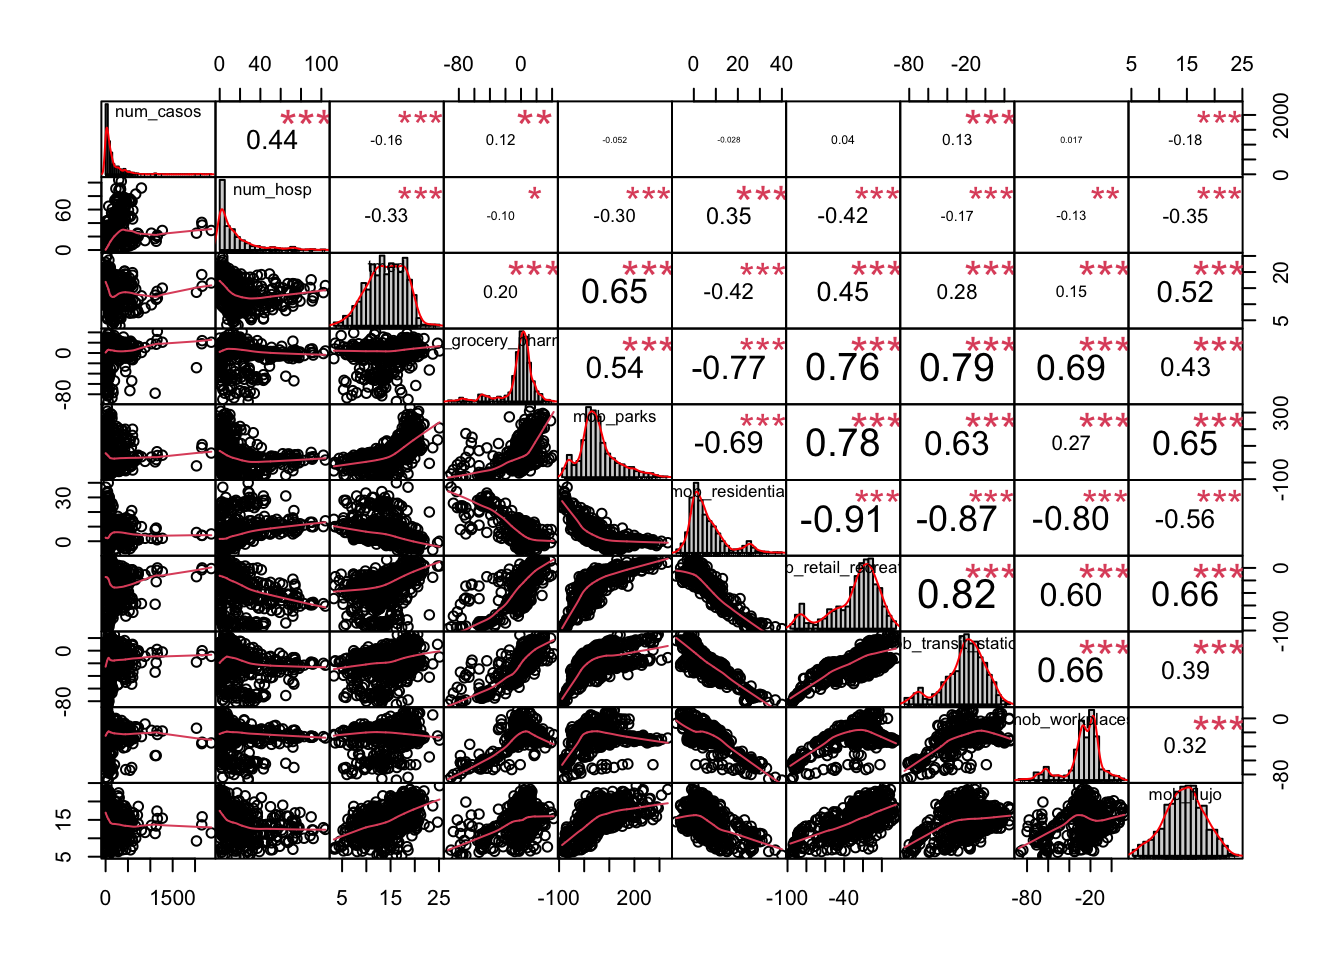 0 40 100 -80 0 0 20 40 -80 -20 5 15 25
num_casos 0.44 *** -0.16 *** 0.12 ** -0.052 -0.028 0.04 0.13 *** 0.017 -0.18 *** 0 2000
0 60 num_hosp -0.33 *** -0.10 * -0.30 *** 0.35 *** -0.42 *** -0.17 *** -0.13 ** -0.35 ***
0.20 *** 0.65 *** -0.42 *** 0.45 *** 0.28 *** 0.15 *** 0.52 *** 5 20
-80 0 _grocery_pharm 0.54 *** -0.77 *** 0.76 *** 0.79 *** 0.69 *** 0.43 ***
mob_parks -0.69 *** 0.78 *** 0.63 *** 0.27 *** 0.65 *** -100 300
0 30 mob_residentia -0.91 *** -0.87 *** -0.80 *** -0.56 ***
b_retail_recreat 0.82 *** 0.60 *** 0.66 *** -100 0
-80 0 ob_transit_static 0.66 *** 0.39 ***
mob_workplaces 0.32 *** -80 0
5 15 mob_flujo
0 1500 5 15 25 -100 200 -100 -40 -80 -20